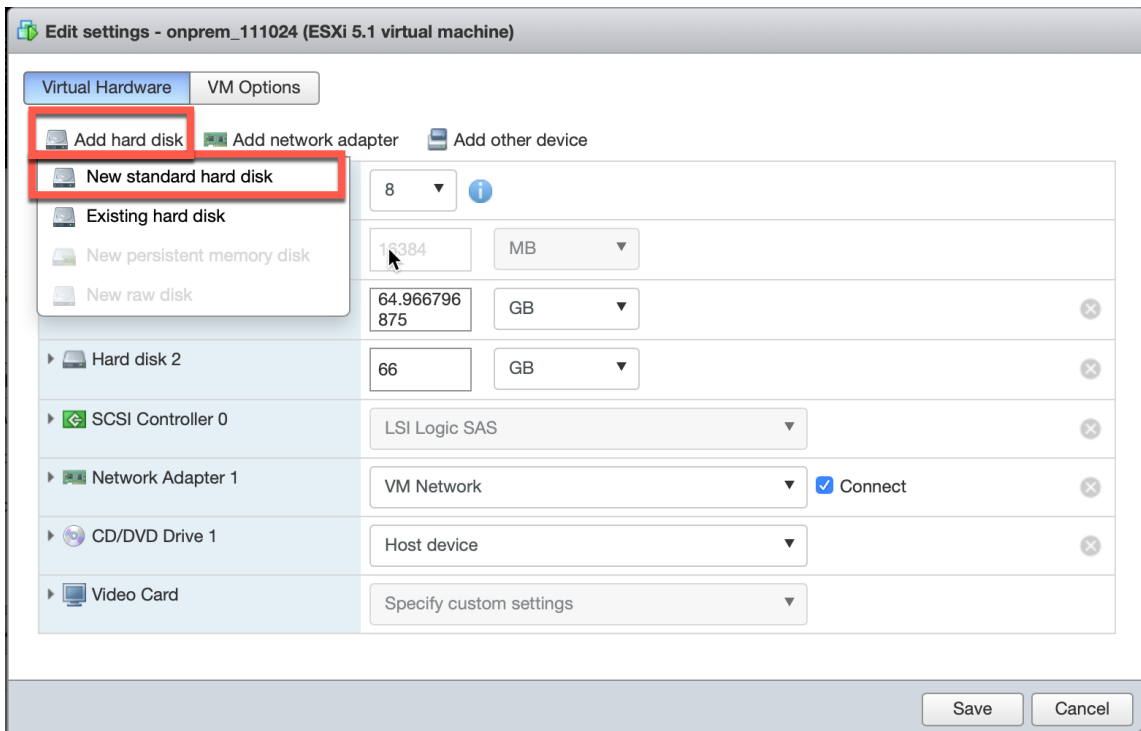 Edit settings - onprem_111024 (ESXi 5.1 virtual machine)
Virtual Hardware VM Options
Add hard disk Add network adapter Add other device
New standard hard disk
8
Existing hard disk
16384 MB
New persistent memory disk
New raw disk
64.966796
875
GB
Hard disk 2 66 GB
SCSI Controller 0 LSI Logic SAS
Network Adapter 1 VM Network Connect
CD/DVD Drive 1 Host device
Video Card Specify custom settings
Save Cancel